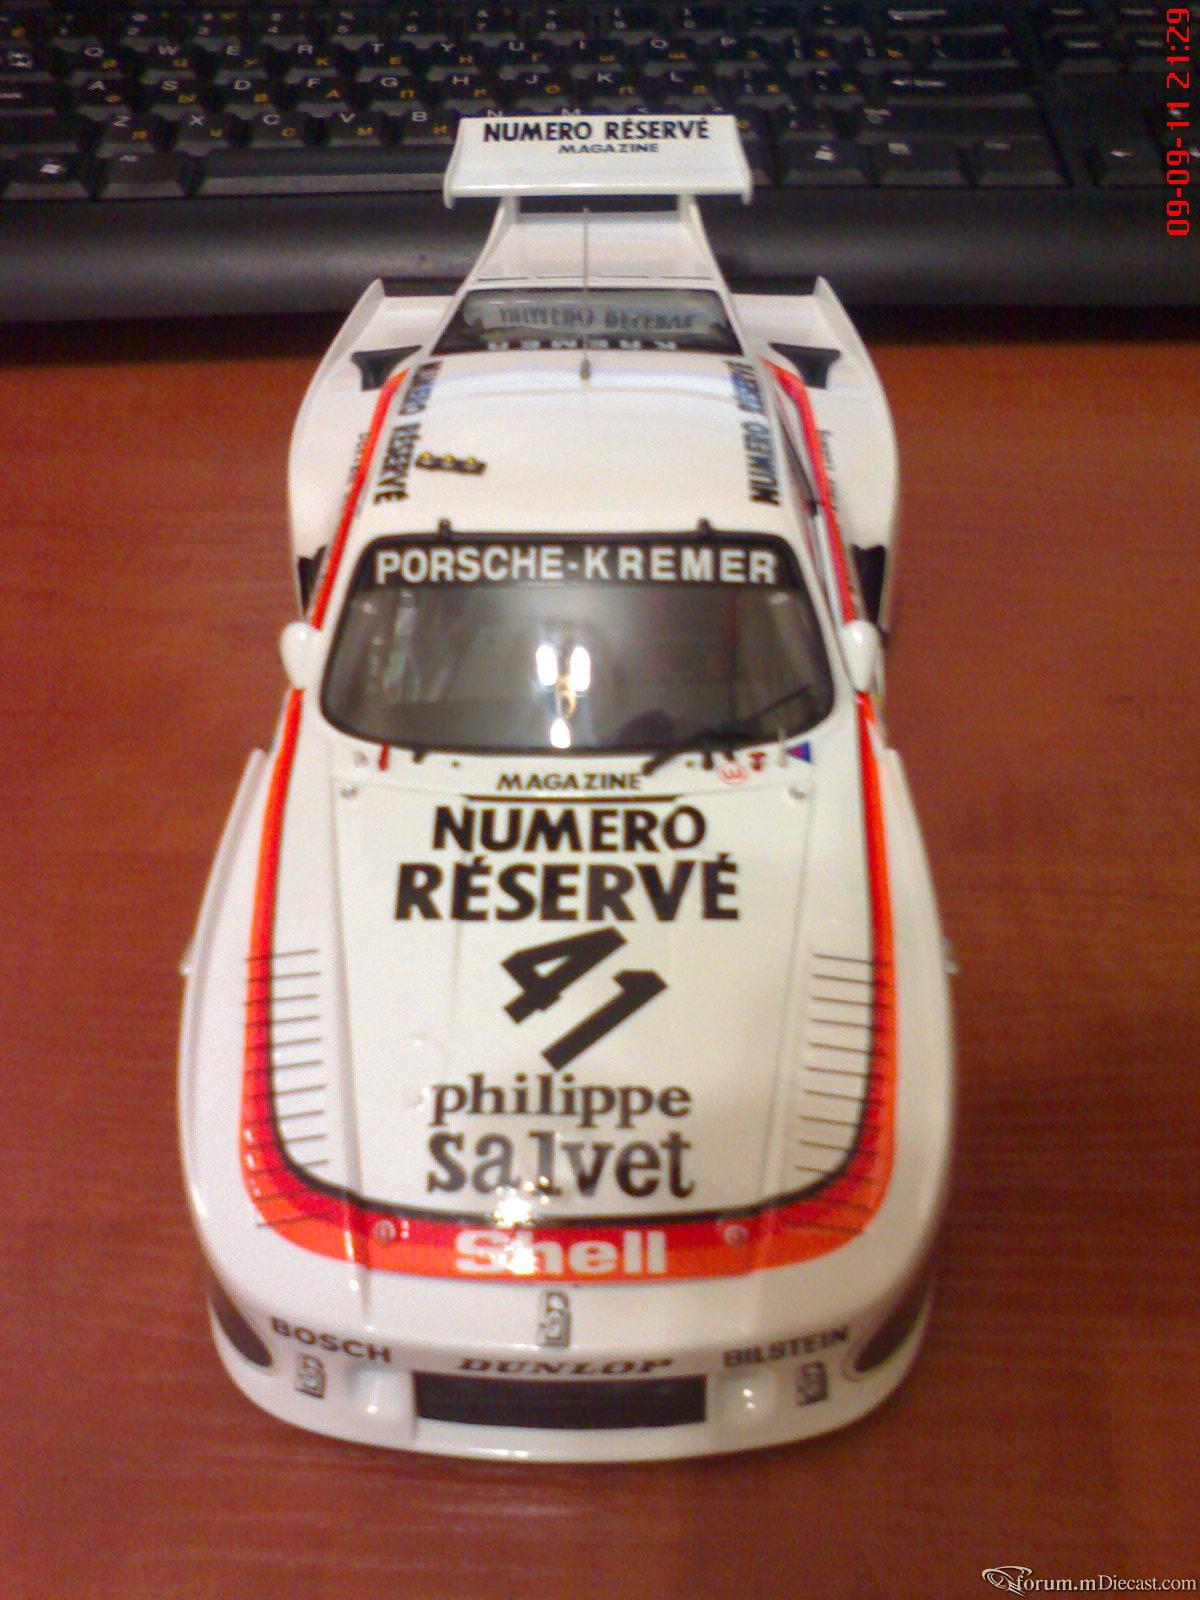 Q W E R T Y U I O P
A S D F G H J K L
Z X C V B N M
09-09-11 21:29
NUMERO RÉSERVÉ
MAGAZINE
KREMER
NUMERO RÉSERVÉ
NUMERO RÉSERVÉ
PORSCHE-KREMER
MAGAZINE
NUMERO
RÉSERVÉ
41
philippe
salvet
Shell
BOSCH
DUNLOP
BILSTEIN
forum.mDiecast.com